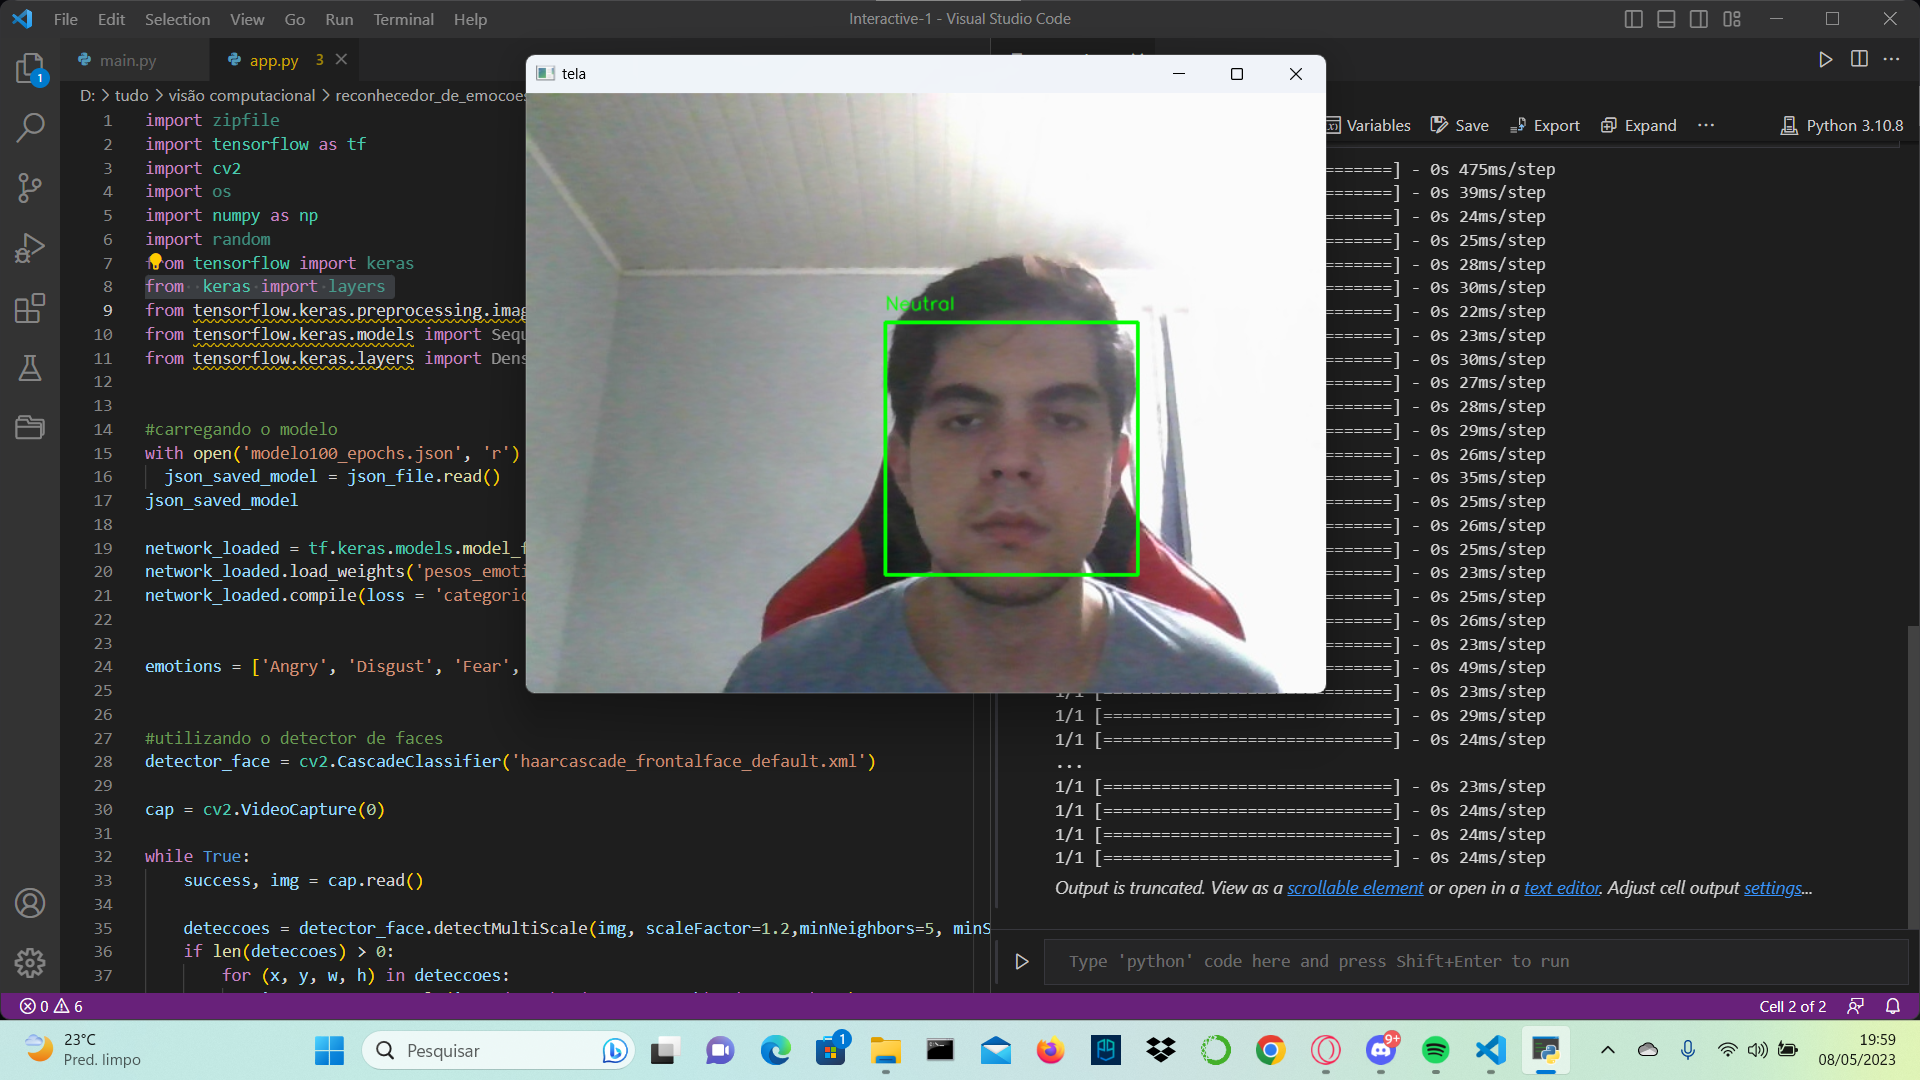 File Edit Selection View Go Run Terminal Help
Interactive-1 - Visual Studio Code
main.py
app.py 3
D: > tudo > visão computacional > reconhecedor_de_emocoes
1 import zipfile
2 import tensorflow as tf
3 import cv2
4 import os
5 import numpy as np
6 import random
7 from tensorflow import keras
8 from keras import layers
9 from tensorflow.keras.preprocessing.imag
10 from tensorflow.keras.models import Sequ
11 from tensorflow.keras.layers import Dens
12
13
14 #carregando o modelo
15 with open('modelo100_epochs.json', 'r')
16 json_saved_model = json_file.read()
17 json_saved_model
18
19 network_loaded = tf.keras.models.model_f
20 network_loaded.load_weights('pesos_emoti
21 network_loaded.compile(loss = 'categoric
22
23
24 emotions = ['Angry', 'Disgust', 'Fear',
25
26
27 #utilizando o detector de faces
28 detector_face = cv2.CascadeClassifier('haarcascade_frontalface_default.xml')
29
30 cap = cv2.VideoCapture(0)
31
32 while True:
33 success, img = cap.read()
34
35 deteccoes = detector_face.detectMultiScale(img, scaleFactor=1.2,minNeighbors=5, minS
36 if len(deteccoes) > 0:
37 for (x, y, w, h) in deteccoes:
tela
Neutral
Variables Save Export Expand ... Python 3.10.8
=======] - 0s 475ms/step
=======] - 0s 39ms/step
=======] - 0s 24ms/step
=======] - 0s 25ms/step
=======] - 0s 28ms/step
=======] - 0s 30ms/step
=======] - 0s 22ms/step
=======] - 0s 23ms/step
=======] - 0s 30ms/step
=======] - 0s 27ms/step
=======] - 0s 28ms/step
=======] - 0s 29ms/step
=======] - 0s 26ms/step
=======] - 0s 35ms/step
=======] - 0s 25ms/step
=======] - 0s 26ms/step
=======] - 0s 25ms/step
=======] - 0s 23ms/step
=======] - 0s 25ms/step
=======] - 0s 26ms/step
=======] - 0s 23ms/step
=======] - 0s 49ms/step
1/1 [==============================] - 0s 23ms/step
1/1 [==============================] - 0s 29ms/step
1/1 [==============================] - 0s 24ms/step
...
1/1 [==============================] - 0s 23ms/step
1/1 [==============================] - 0s 24ms/step
1/1 [==============================] - 0s 24ms/step
1/1 [==============================] - 0s 24ms/step
Output is truncated. View as a scrollable element or open in a text editor. Adjust cell output settings...
Type 'python' code here and press Shift+Enter to run
0 6
Cell 2 of 2
23°C
Pred. limpo
Pesquisar
1
9+
19:59
08/05/2023